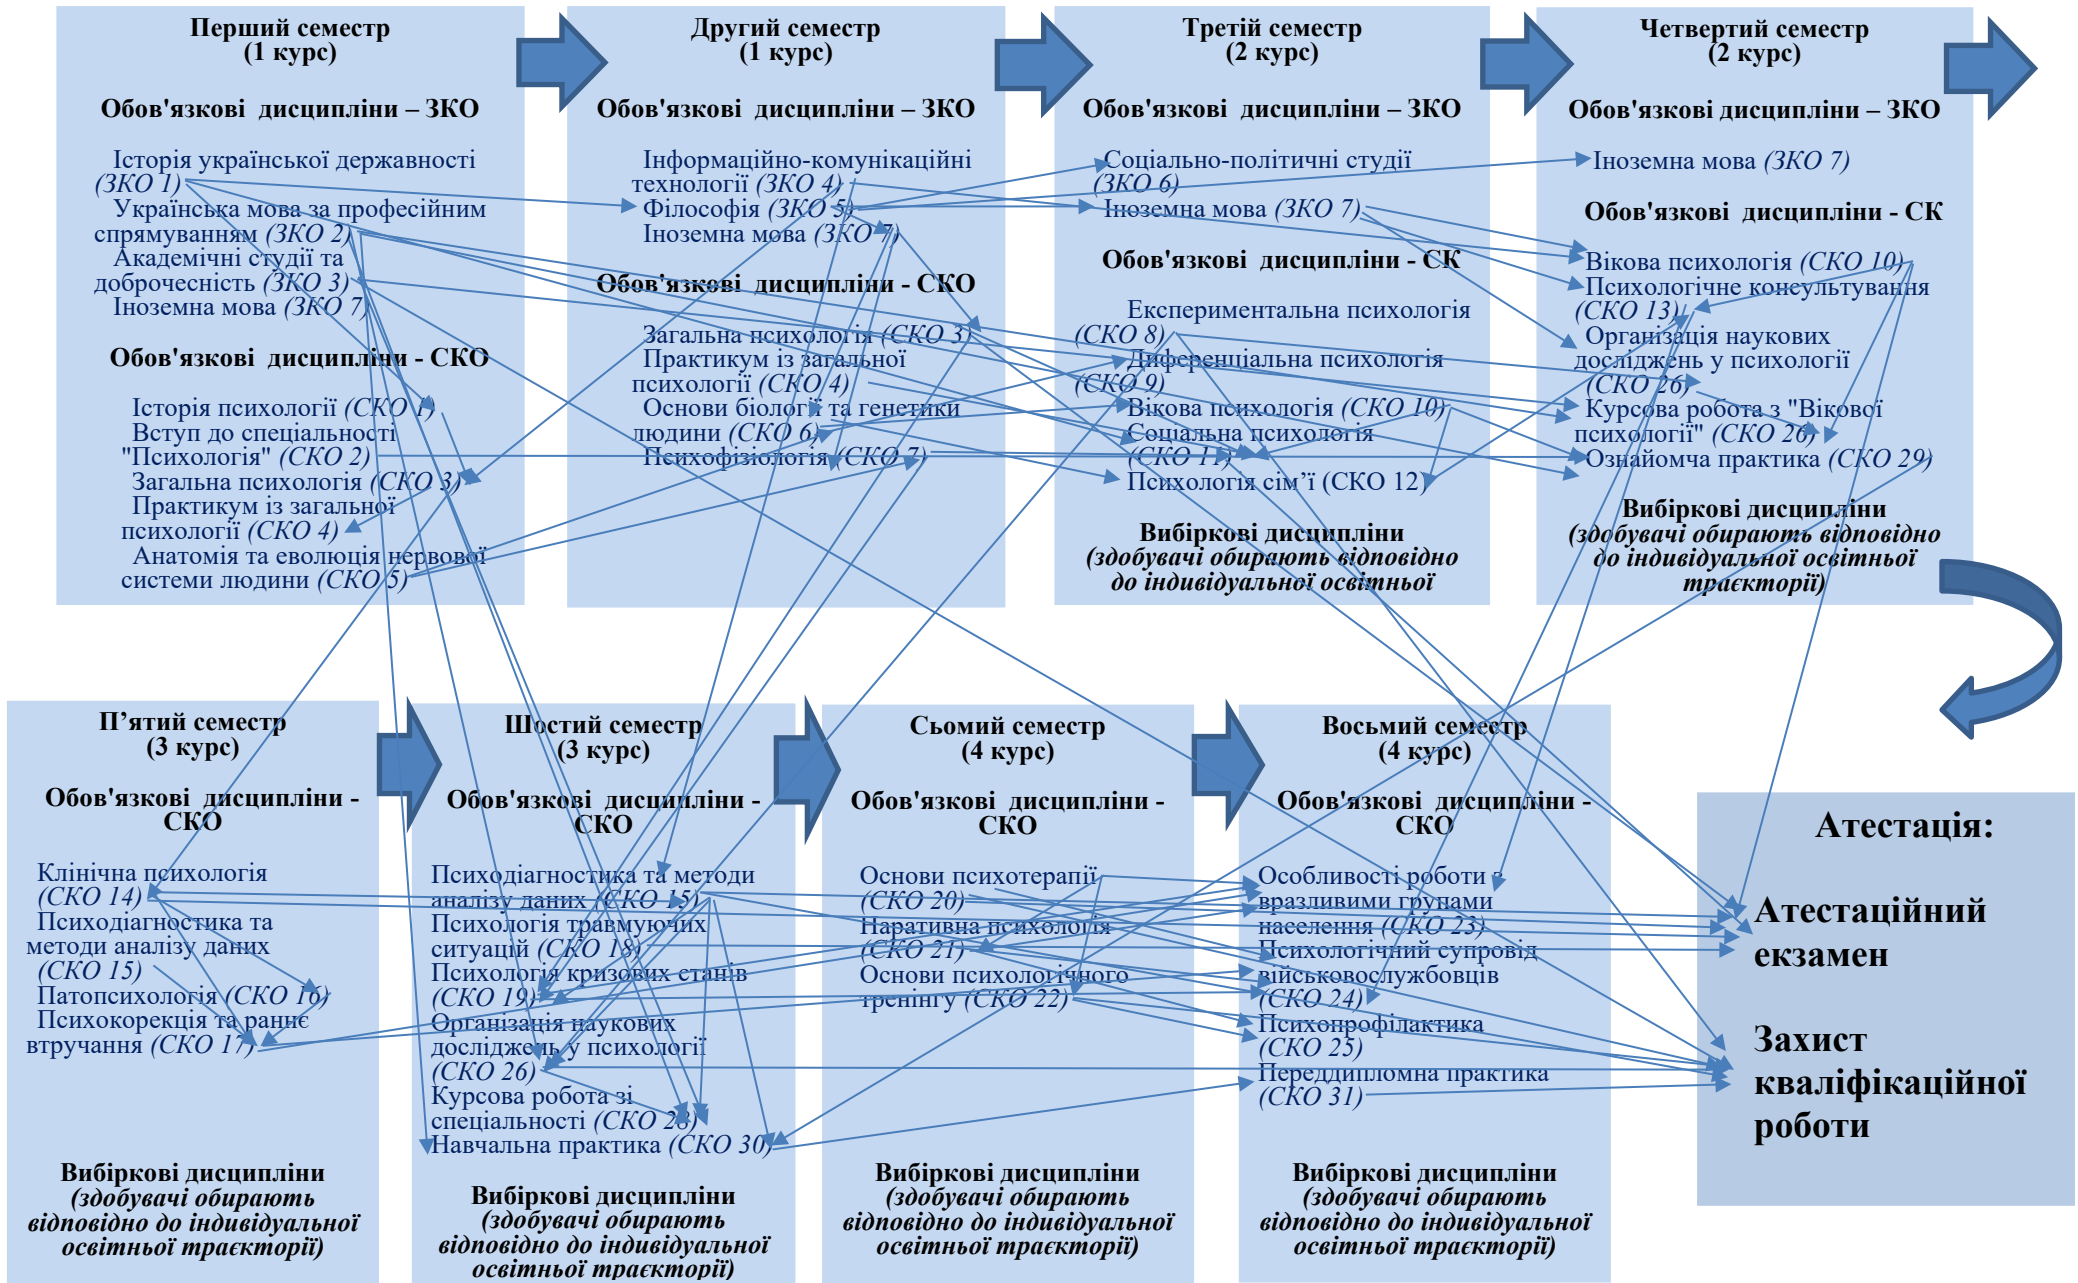 Перший семестр
(1 курс)
Обов'язкові дисципліни – ЗКО
Історія української державності
(ЗКО 1)
Українська мова за професійним
спрямуванням (ЗКО 2)
Академічні студії та
доброчесність (ЗКО 3)
Іноземна мова (ЗКО 7)
Обов'язкові дисципліни - СКО
Історія психології (СКО 1)
Вступ до спеціальності
"Психологія" (СКО 2)
Загальна психологія (СКО 3)
Практикум із загальної
психології (СКО 4)
Анатомія та еволюція нервової
системи людини (СКО 5)
Другий семестр
(1 курс)
Обов'язкові дисципліни – ЗКО
Інформаційно-комунікаційні
технології (ЗКО 4)
Філософія (ЗКО 5)
Іноземна мова (ЗКО 7)
Обов'язкові дисципліни - СКО
Загальна психологія (СКО 3)
Практикум із загальної
психології (СКО 4)
Основи біології та генетики
людини (СКО 6)
Психофізіологія (СКО 7)
Третій семестр
(2 курс)
Обов'язкові дисципліни – ЗКО
Соціально-політичні студії
(ЗКО 6)
Іноземна мова (ЗКО 7)
Обов'язкові дисципліни - СК
Експериментальна психологія
(СКО 8)
Диференціальна психологія
(СКО 9)
Вікова психологія (СКО 10)
Соціальна психологія
(СКО 11)
Психологія сім’ї (СКО 12)
Вибіркові дисципліни
(здобувачі обирають відповідно
до індивідуальної освітньої
Четвертий семестр
(2 курс)
Обов'язкові дисципліни – ЗКО
Іноземна мова (ЗКО 7)
Обов'язкові дисципліни - СК
Вікова психологія (СКО 10)
Психологічне консультування
(СКО 13)
Організація наукових
досліджень у психології
(СКО 26)
Курсова робота з "Вікової
психології" (СКО 26)
Ознайомча практика (СКО 29)
Вибіркові дисципліни
(здобувачі обирають відповідно
до індивідуальної освітньої
траєкторії)
П’ятий семестр
(3 курс)
Обов'язкові дисципліни -
СКО
Клінічна психологія
(СКО 14)
Психодіагностика та
методи аналізу даних
(СКО 15)
Патопсихологія (СКО 16)
Психокорекція та раннє
втручання (СКО 17)
Вибіркові дисципліни
(здобувачі обирають
відповідно до індивідуальної
освітньої траєкторії)
Шостий семестр
(3 курс)
Обов'язкові дисципліни -
СКО
Психодіагностика та методи
аналізу даних (СКО 15)
Психологія травмуючих
ситуацій (СКО 18)
Психологія кризових станів
(СКО 19)
Організація наукових
досліджень у психології
(СКО 26)
Курсова робота зі
спеціальності (СКО 28)
Навчальна практика (СКО 30)
Вибіркові дисципліни
(здобувачі обирають
відповідно до індивідуальної
освітньої траєкторії)
Сьомий семестр
(4 курс)
Обов'язкові дисципліни -
СКО
Основи психотерапії
(СКО 20)
Наративна психологія
(СКО 21)
Основи психологічного
тренінгу (СКО 22)
Вибіркові дисципліни
(здобувачі обирають
відповідно до індивідуальної
освітньої траєкторії)
Восьмий семестр
(4 курс)
Обов'язкові дисципліни -
СКО
Особливості роботи з
вразливими групами
населення (СКО 23)
Психологічний супровід
військовослужбовців
(СКО 24)
Психопрофілактика
(СКО 25)
Переддипломна практика
(СКО 31)
Вибіркові дисципліни
(здобувачі обирають
відповідно до індивідуальної
освітньої траєкторії)
Атестація:
Атестаційний
екзамен
Захист
кваліфікаційної
роботи